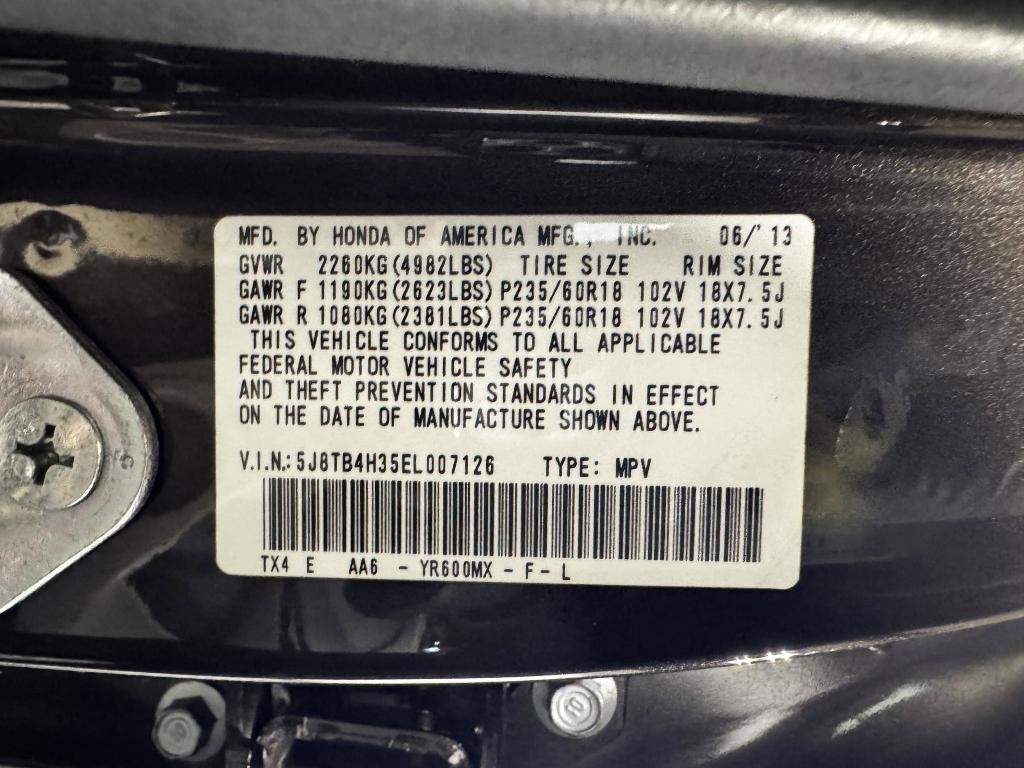 MFD. BY HONDA OF AMERICA MFG., INC. 06/'13
GVWR 2260KG(4982LBS) TIRE SIZE RIM SIZE
GAWR F 1190KG(2623LBS) P235/60R18 102V 18X7.5J
GAWR R 1080KG(2381LBS) P235/60R18 102V 18X7.5J
THIS VEHICLE CONFORMS TO ALL APPLICABLE
FEDERAL MOTOR VEHICLE SAFETY
AND THEFT PREVENTION STANDARDS IN EFFECT
ON THE DATE OF MANUFACTURE SHOWN ABOVE.
V.I.N.: 5J8TB4H35EL007126 TYPE: MPV
TX4 E AA6 - YR600MX - F - L